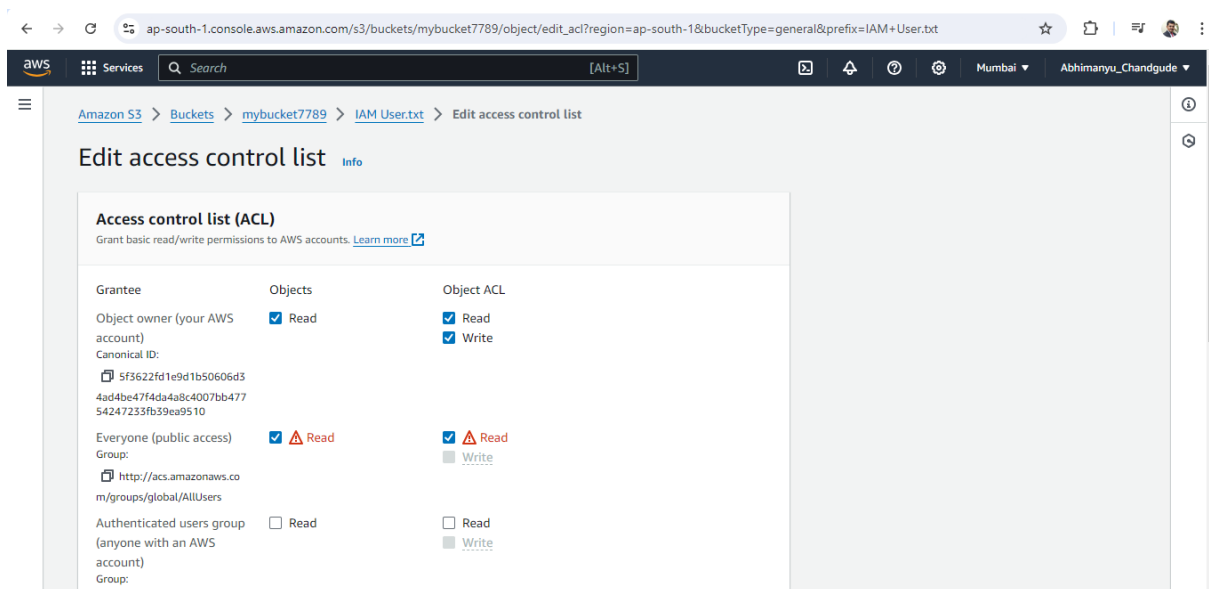 ap-south-1.console.aws.amazon.com/s3/buckets/mybucket7789/object/edit_acl?region=ap-south-1&bucketType=general&prefix=IAM+User.txt
aws Services Search [Alt+S] Mumbai Abhimanyu_Chandgude
Amazon S3 > Buckets > mybucket7789 > IAM User.txt > Edit access control list
Edit access control list Info
Access control list (ACL)
Grant basic read/write permissions to AWS accounts. Learn more
Grantee Objects Object ACL
Object owner (your AWS Read Read
account) Write
Canonical ID:
5f3622fd1e9d1b50606d3
4ad4be47f4da4a8c4007bb477
54247233fb39ea9510
Everyone (public access) Read Read
Group: Write
http://acs.amazonaws.co
m/groups/global/AllUsers
Authenticated users group Read Read
(anyone with an AWS Write
account)
Group: